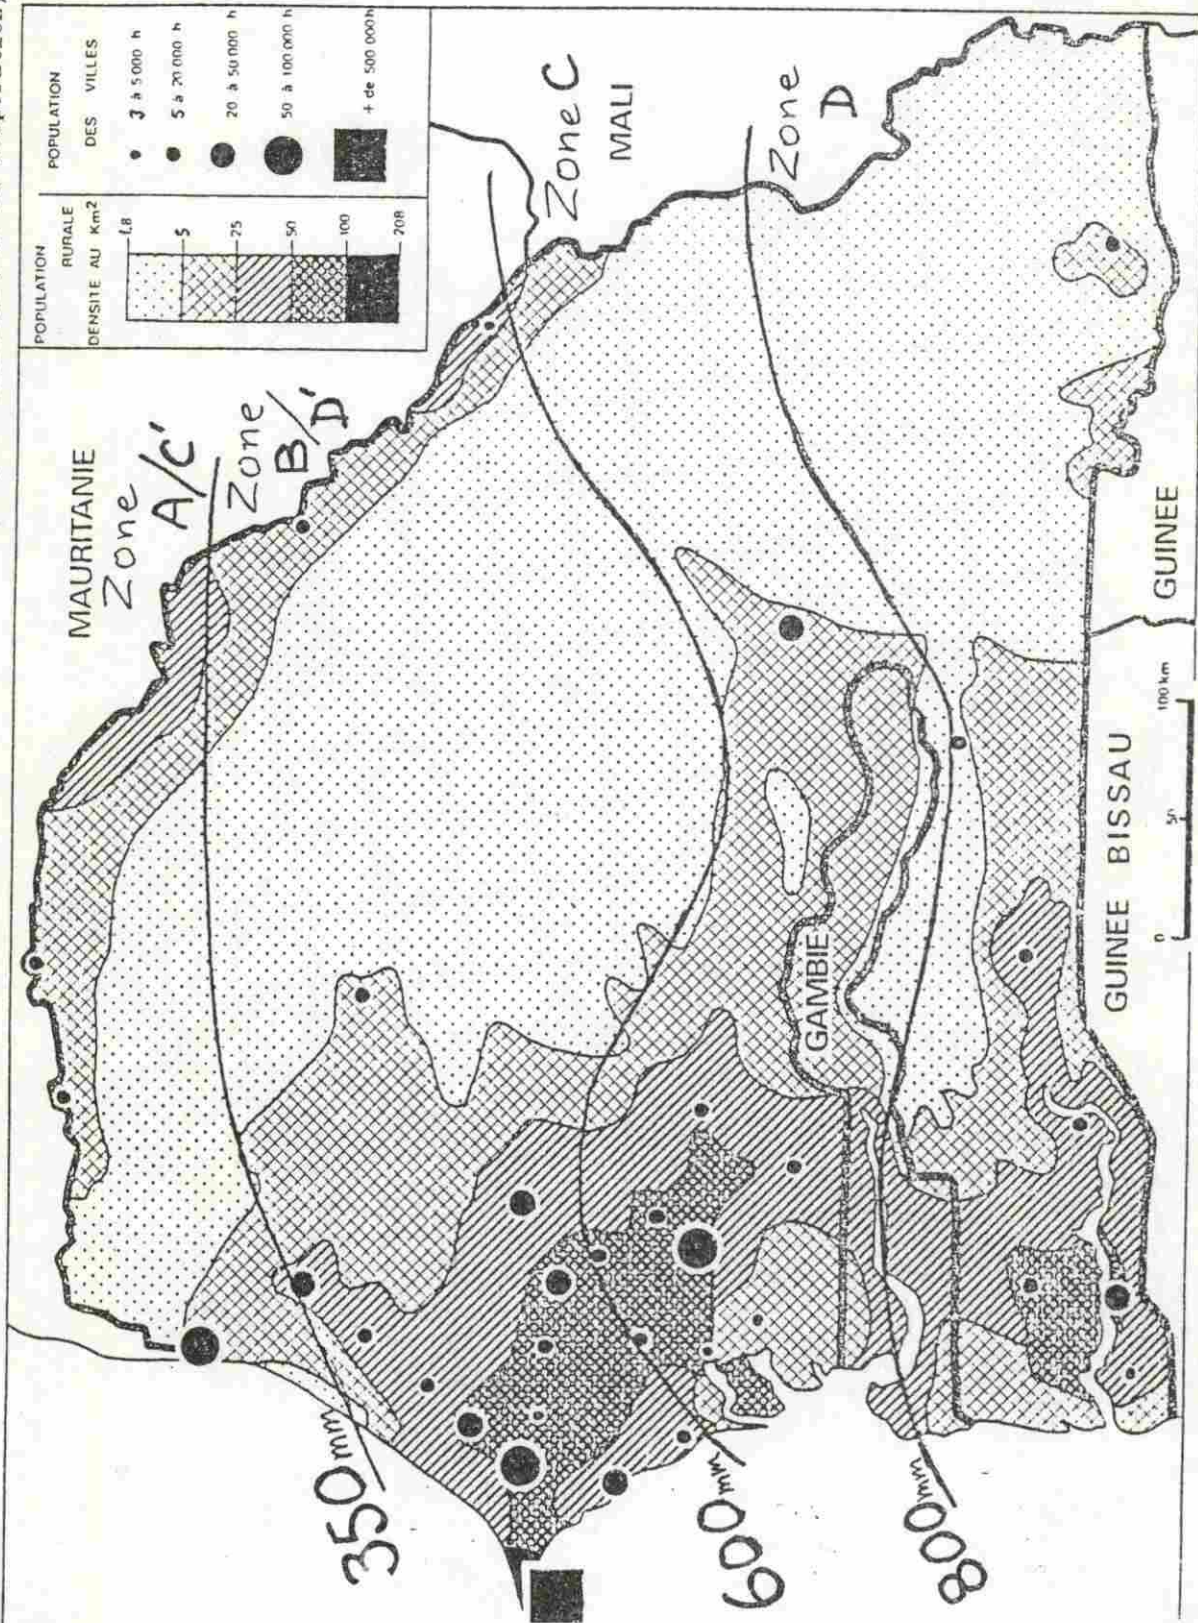 POPULATION
RURALE
DENSITE AU Km²
1,8
5
25
50
100
208
POPULATION
DES VILLES
3 à 5 000 h
5 à 20 000 h
20 à 50 000 h
50 à 100 000 h
+ de 500 000h
MAURITANIE
Zone
A/C'
Zone
B/D'
Zone C
MALI
Zone
D
GAMBIE
GUINEE BISSAU
GUINEE
0
50
100 km
350mm
600mm
800mm